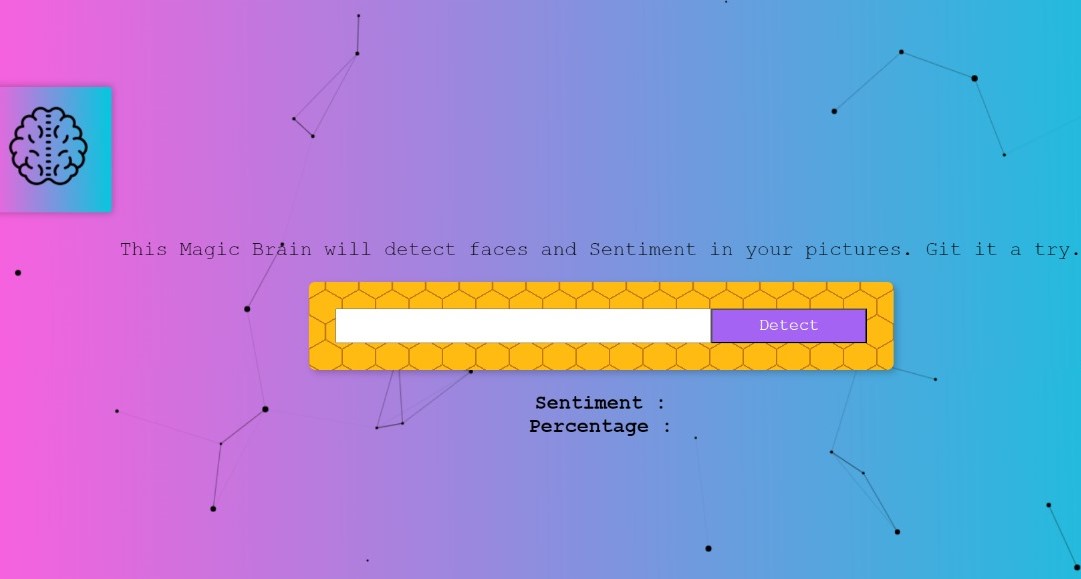 This Magic Brain will detect faces and Sentiment in your pictures. Git it a try.
Detect
Sentiment :
Percentage :